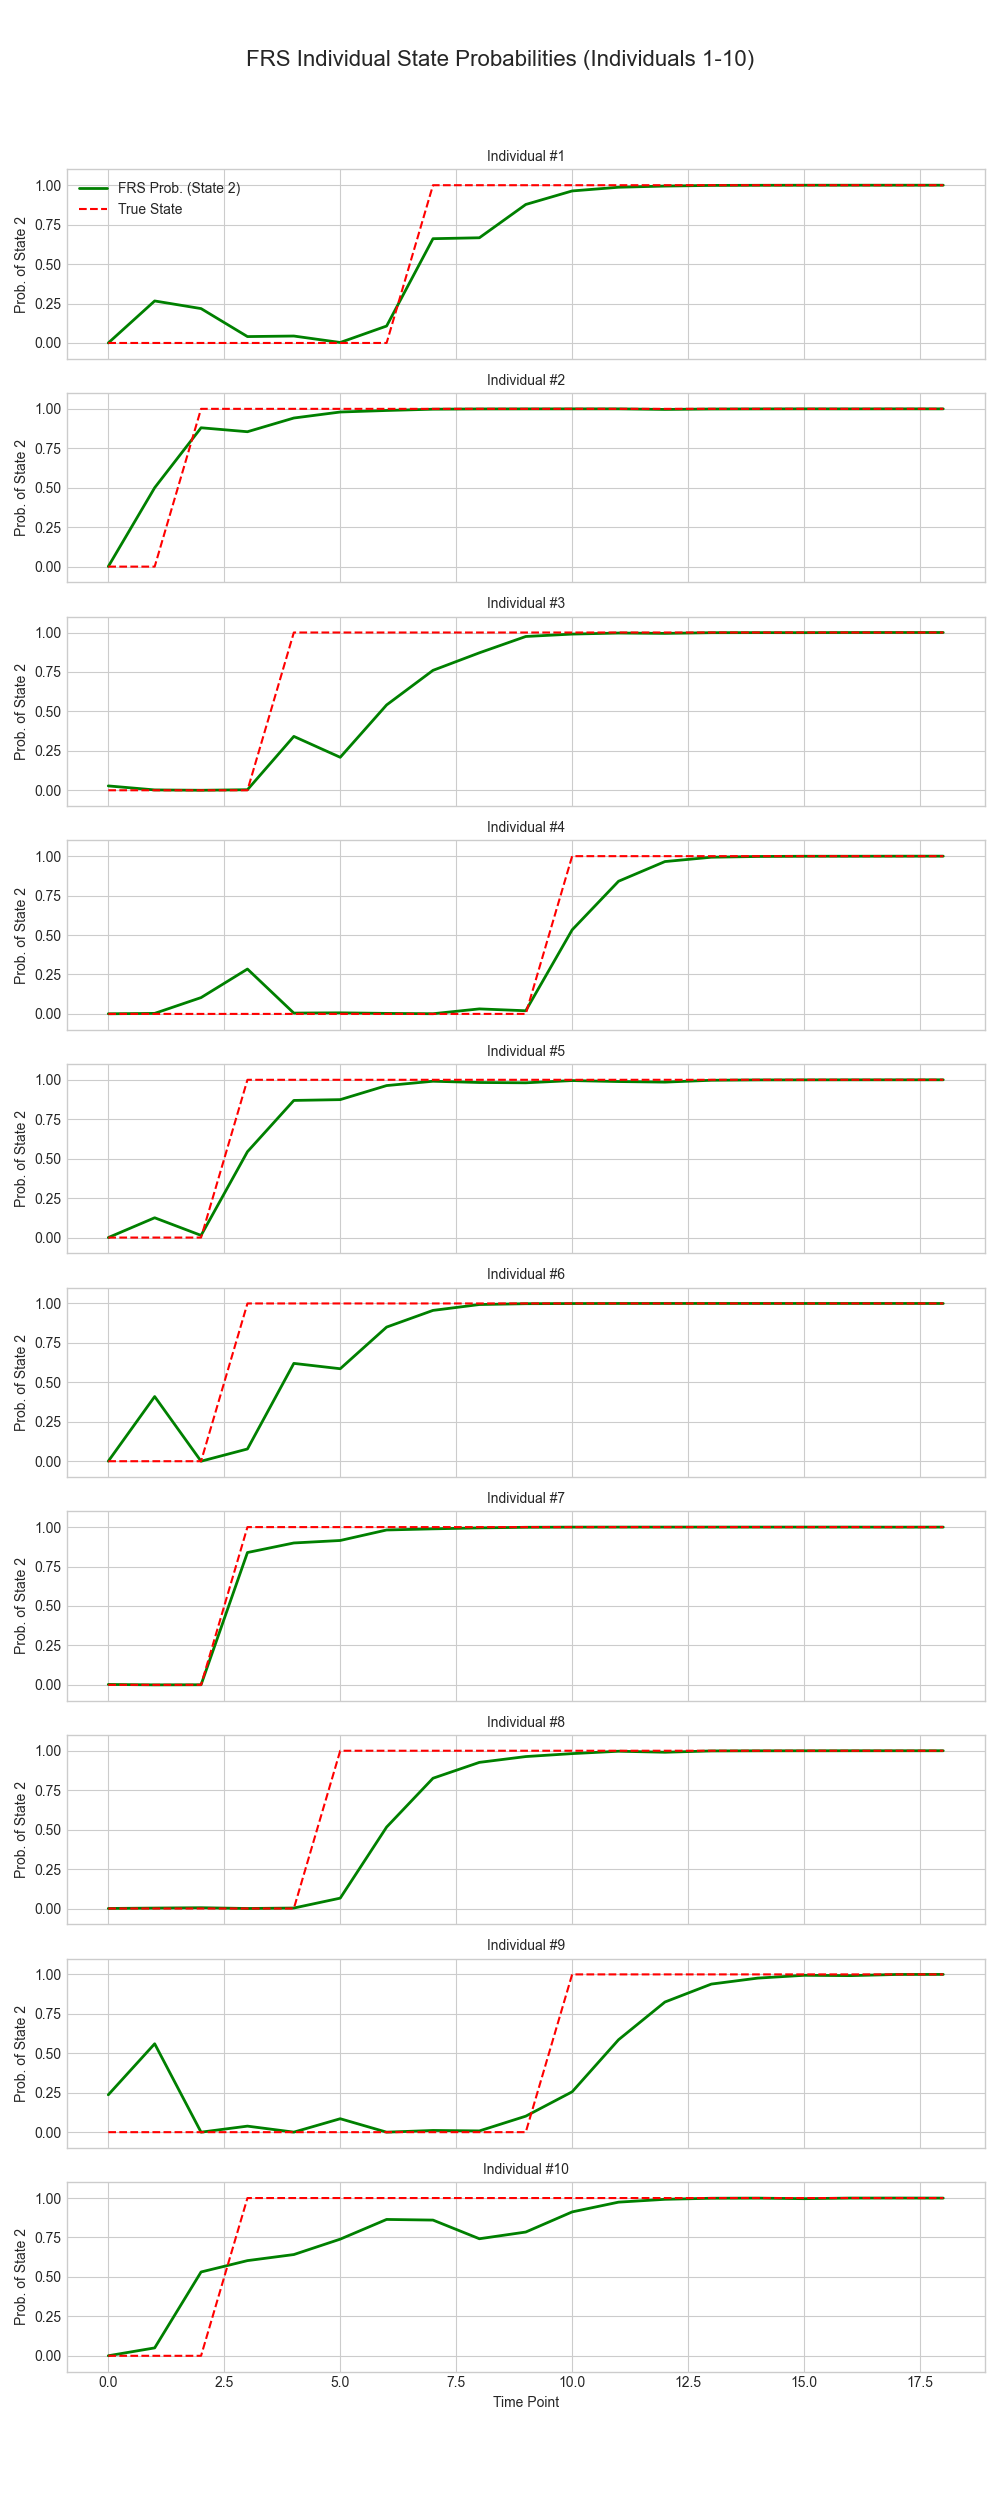 FRS Individual State Probabilities (Individuals 1-10)
Individual #1
FRS Prob. (State 2)
True State
Prob. of State 2
1.00
0.75
0.50
0.25
0.00
Individual #2
Prob. of State 2
1.00
0.75
0.50
0.25
0.00
Individual #3
Prob. of State 2
1.00
0.75
0.50
0.25
0.00
Individual #4
Prob. of State 2
1.00
0.75
0.50
0.25
0.00
Individual #5
Prob. of State 2
1.00
0.75
0.50
0.25
0.00
Individual #6
Prob. of State 2
1.00
0.75
0.50
0.25
0.00
Individual #7
Prob. of State 2
1.00
0.75
0.50
0.25
0.00
Individual #8
Prob. of State 2
1.00
0.75
0.50
0.25
0.00
Individual #9
Prob. of State 2
1.00
0.75
0.50
0.25
0.00
Individual #10
Prob. of State 2
1.00
0.75
0.50
0.25
0.00
0.0 2.5 5.0 7.5 10.0 12.5 15.0 17.5
Time Point